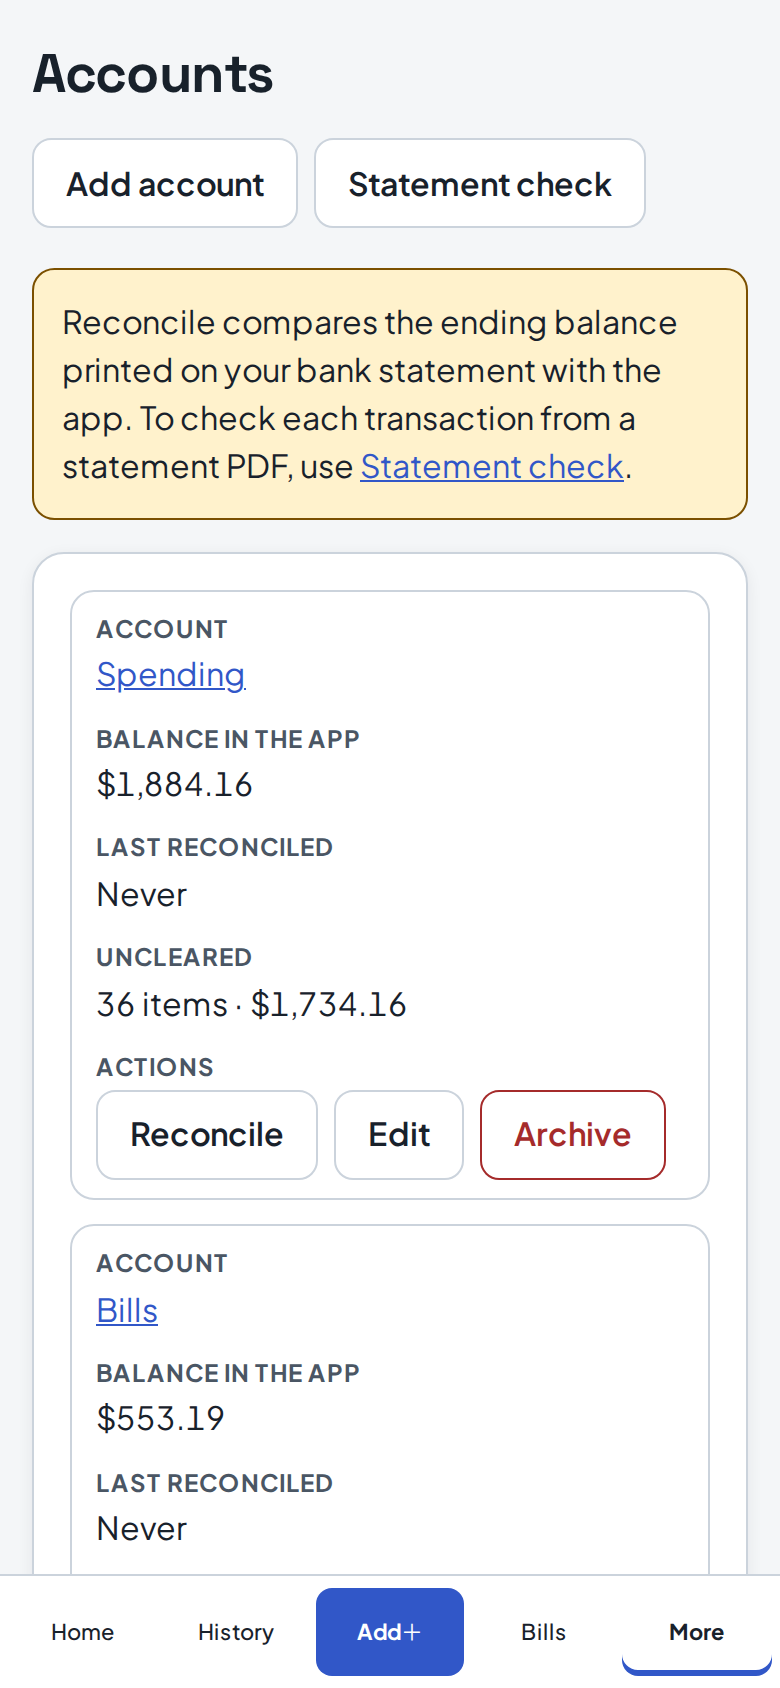 Accounts
Add account
Statement check
Reconcile compares the ending balance
printed on your bank statement with the
app. To check each transaction from a
statement PDF, use Statement check.
ACCOUNT
Spending
BALANCE IN THE APP
$1,884.16
LAST RECONCILED
Never
UNCLEARED
36 items · $1,734.16
ACTIONS
Reconcile
Edit
Archive
ACCOUNT
Bills
BALANCE IN THE APP
$553.19
LAST RECONCILED
Never
Home
History
Add+
Bills
More